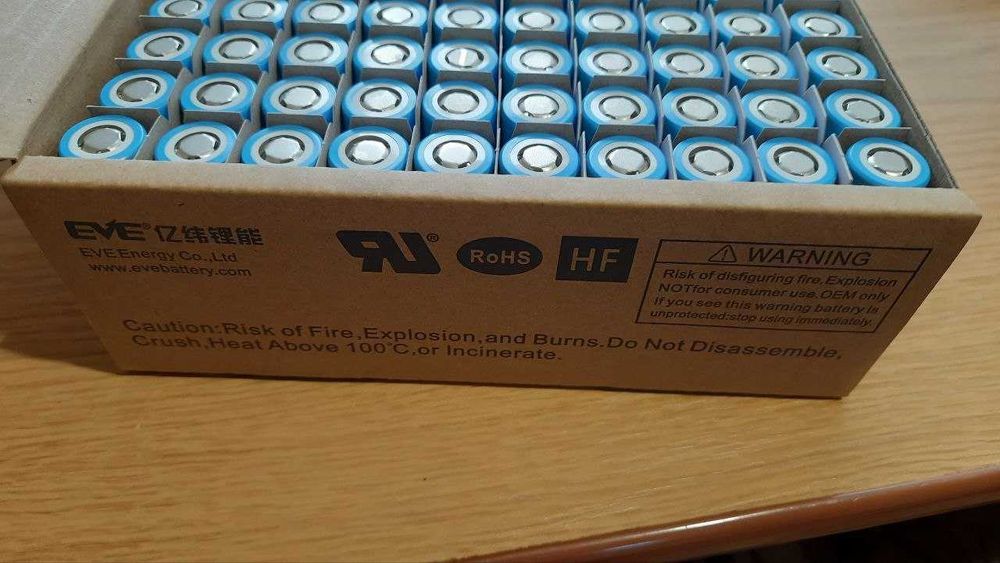 EVE® 亿纬锂能
EVE Energy Co.,Ltd
www.evebattery.com
RU®
RoHS
HF
WARNING
Risk of disfiguring fire,Explosion
NOTfor consumer use.OEM only
If you see this warning battery is
unprotected:stop using immediately.
Caution:Risk of Fire,Explosion,and Burns.Do Not Disassemble,
Crush,Heat Above 100°C,or Incinerate.